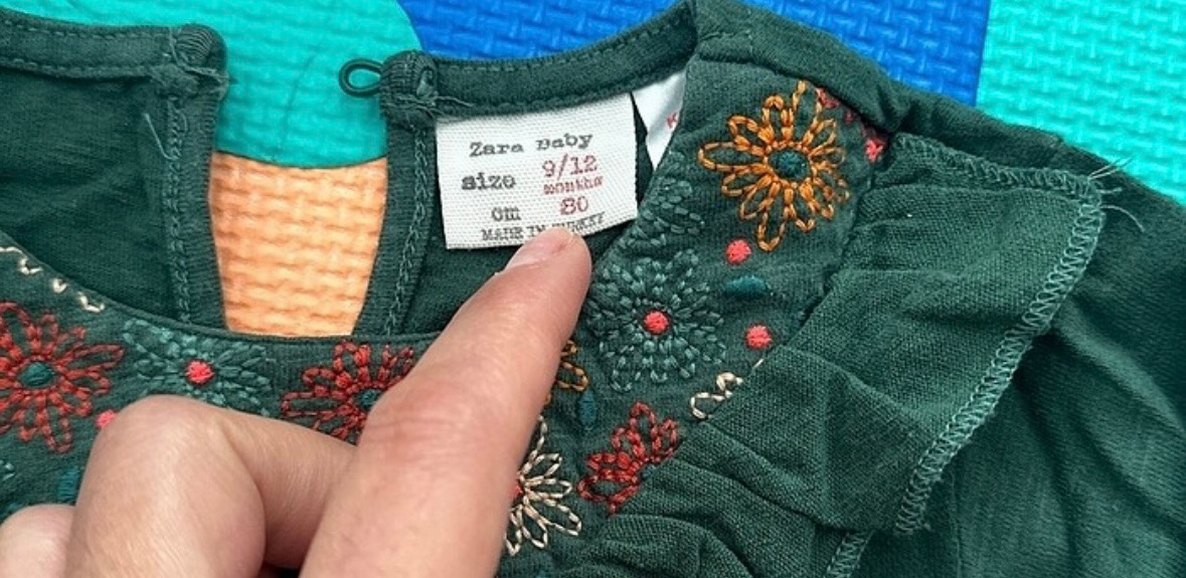 Zara Baby
size 9/12
months
cm 80
MADE IN TURKEY